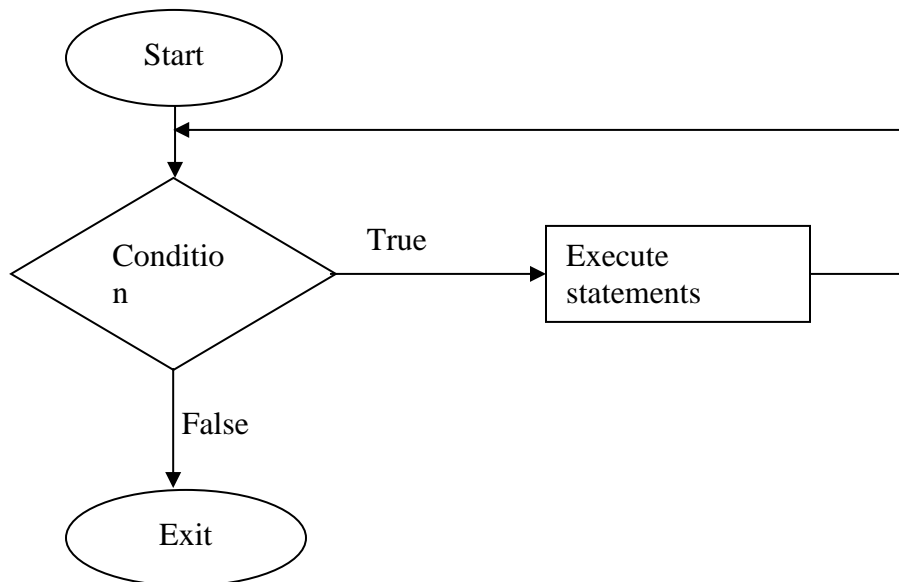 Start
True
Conditio
n
Execute
statements
False
Exit